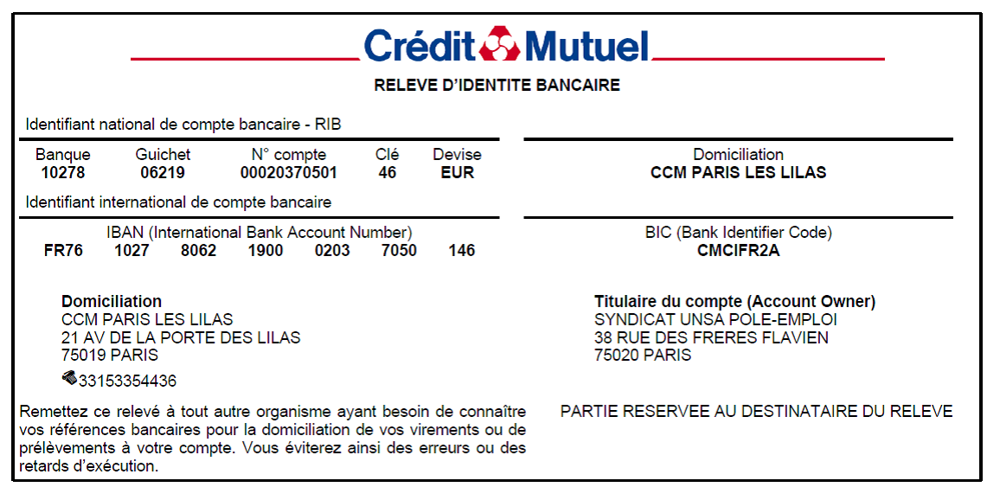 Crédit Mutuel
RELEVE D'IDENTITE BANCAIRE
Identifiant national de compte bancaire - RIB
Banque Guichet N° compte Clé Devise
10278 06219 00020370501 46 EUR
Domiciliation
CCM PARIS LES LILAS
Identifiant international de compte bancaire
IBAN (International Bank Account Number)
FR76 1027 8062 1900 0203 7050 146
BIC (Bank Identifier Code)
CMCIFR2A
Domiciliation
CCM PARIS LES LILAS
21 AV DE LA PORTE DES LILAS
75019 PARIS
33153354436
Titulaire du compte (Account Owner)
SYNDICAT UNSA POLE-EMPLOI
38 RUE DES FRERES FLAVIEN
75020 PARIS
Remettez ce relevé à tout autre organisme ayant besoin de connaître
vos références bancaires pour la domiciliation de vos virements ou de
prélèvements à votre compte. Vous éviterez ainsi des erreurs ou des
retards d'exécution.
PARTIE RESERVEE AU DESTINATAIRE DU RELEVE